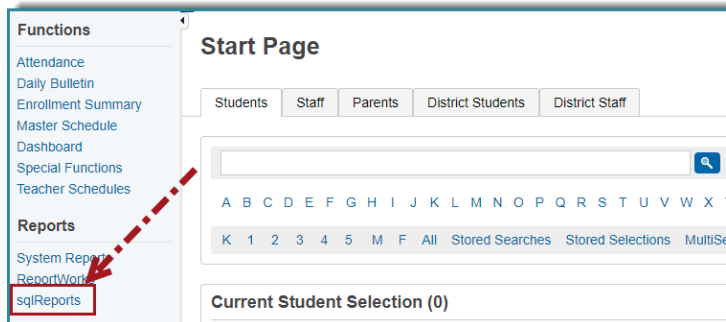 Functions
Attendance
Daily Bulletin
Enrollment Summary
Master Schedule
Dashboard
Special Functions
Teacher Schedules
Reports
System Reports
ReportWorks
sqlReports
Start Page
Students Staff Parents District Students District Staff
A B C D E F G H I J K L M N O P Q R S T U V W X
K 1 2 3 4 5 M F All Stored Searches Stored Selections MultiSe
Current Student Selection (0)